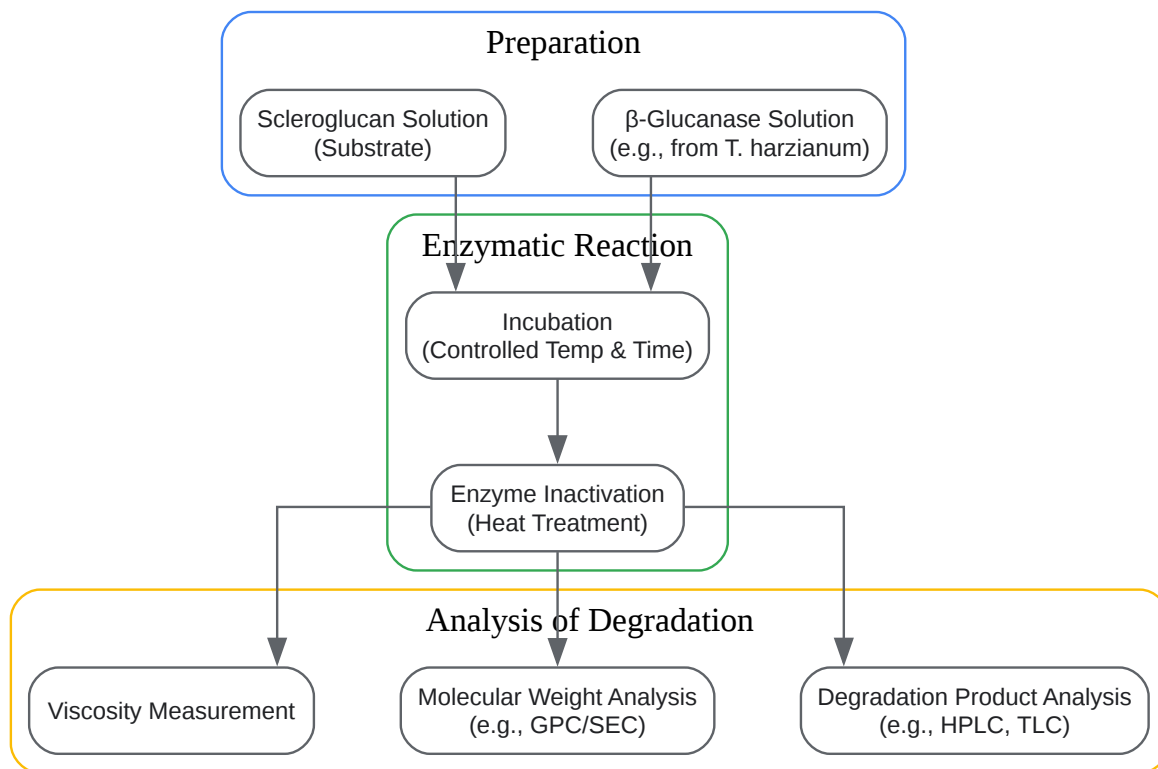 Preparation
Scleroglucan Solution
(Substrate)
β-Glucanase Solution
(e.g., from T. harzianum)
Enzymatic Reaction
Incubation
(Controlled Temp & Time)
Enzyme Inactivation
(Heat Treatment)
Analysis of Degradation
Viscosity Measurement
Molecular Weight Analysis
(e.g., GPC/SEC)
Degradation Product Analysis
(e.g., HPLC, TLC)